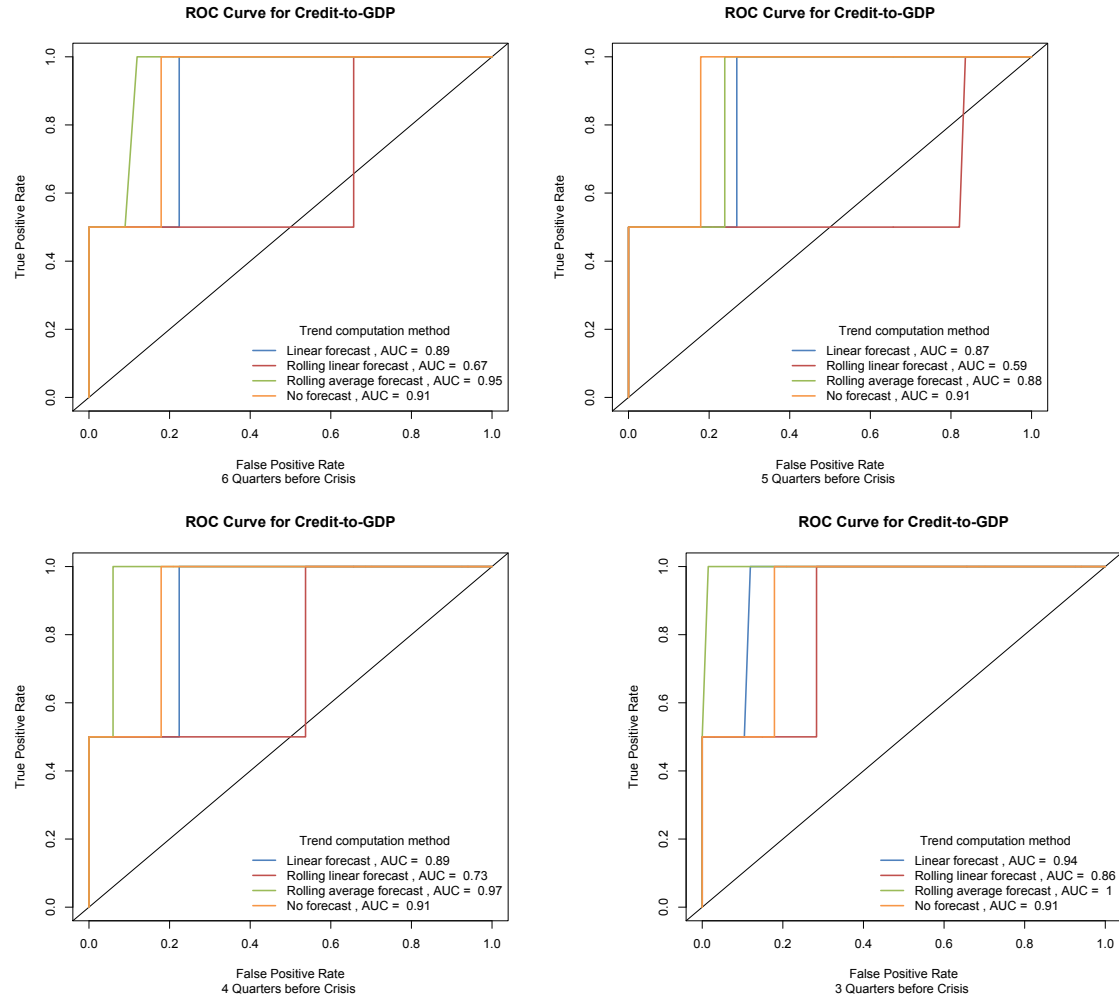 ROC Curve for Credit-to-GDP
True Positive Rate
1.0
0.8
0.6
0.4
0.2
0.0
Trend computation method
Linear forecast , AUC = 0.89
Rolling linear forecast , AUC = 0.67
Rolling average forecast , AUC = 0.95
No forecast , AUC = 0.91
0.0 0.2 0.4 0.6 0.8 1.0
False Positive Rate
6 Quarters before Crisis
ROC Curve for Credit-to-GDP
True Positive Rate
1.0
0.8
0.6
0.4
0.2
0.0
Trend computation method
Linear forecast , AUC = 0.87
Rolling linear forecast , AUC = 0.59
Rolling average forecast , AUC = 0.88
No forecast , AUC = 0.91
0.0 0.2 0.4 0.6 0.8 1.0
False Positive Rate
5 Quarters before Crisis
ROC Curve for Credit-to-GDP
True Positive Rate
1.0
0.8
0.6
0.4
0.2
0.0
Trend computation method
Linear forecast , AUC = 0.89
Rolling linear forecast , AUC = 0.73
Rolling average forecast , AUC = 0.97
No forecast , AUC = 0.91
0.0 0.2 0.4 0.6 0.8 1.0
False Positive Rate
4 Quarters before Crisis
ROC Curve for Credit-to-GDP
True Positive Rate
1.0
0.8
0.6
0.4
0.2
0.0
Trend computation method
Linear forecast , AUC = 0.94
Rolling linear forecast , AUC = 0.86
Rolling average forecast , AUC = 1
No forecast , AUC = 0.91
0.0 0.2 0.4 0.6 0.8 1.0
False Positive Rate
3 Quarters before Crisis